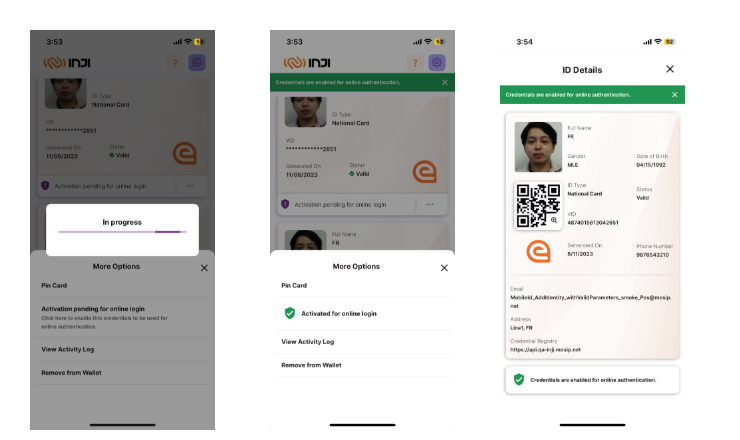 3:53
INJI
?
ID Type
National Card
VID
************2651
Generated On
11/06/2023
Status
Valid
Activation pending for online login
...
In progress
More Options
Pin Card
Activation pending for online login
Click here to enable this credentials to be used for
online authentication.
View Activity Log
Remove from Wallet
3:53
INJI
?
Credentials are enabled for online authentication.
ID Type
National Card
VID
************2651
Generated On
11/06/2023
Status
Valid
Activation pending for online login
...
Full Name
FR
More Options
Pin Card
Activated for online login
View Activity Log
Remove from Wallet
3:54
52
ID Details
Credentials are enabled for online authentication.
Full Name
FR
Gender
MLE
Date of Birth
04/15/1992
ID Type
National Card
Status
Valid
VID
4874015613042651
Generated On
6/11/2023
Phone Number
9876543210
Email
MobileId_AddIdentity_withValidParameters_smoke_Pos@mosip.
net
Address
Line1, FR
Credential Registry
https://api.qa-inji.mosip.net
Credentials are enabled for online authentication.